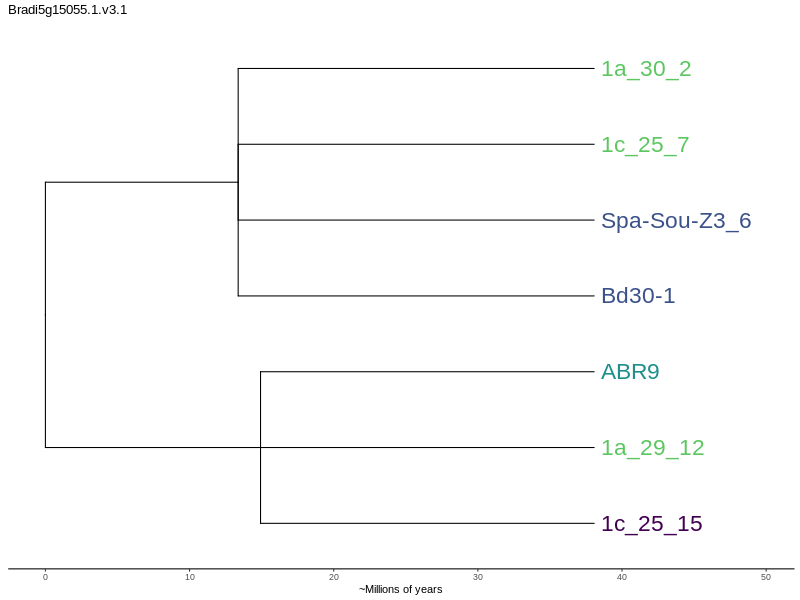 Bradi5g15055.1.v3.1
1a_30_2
1c_25_7
Spa-Sou-Z3_6
Bd30-1
ABR9
1a_29_12
1c_25_15
0 10 20 30 40 50
~Millions of years